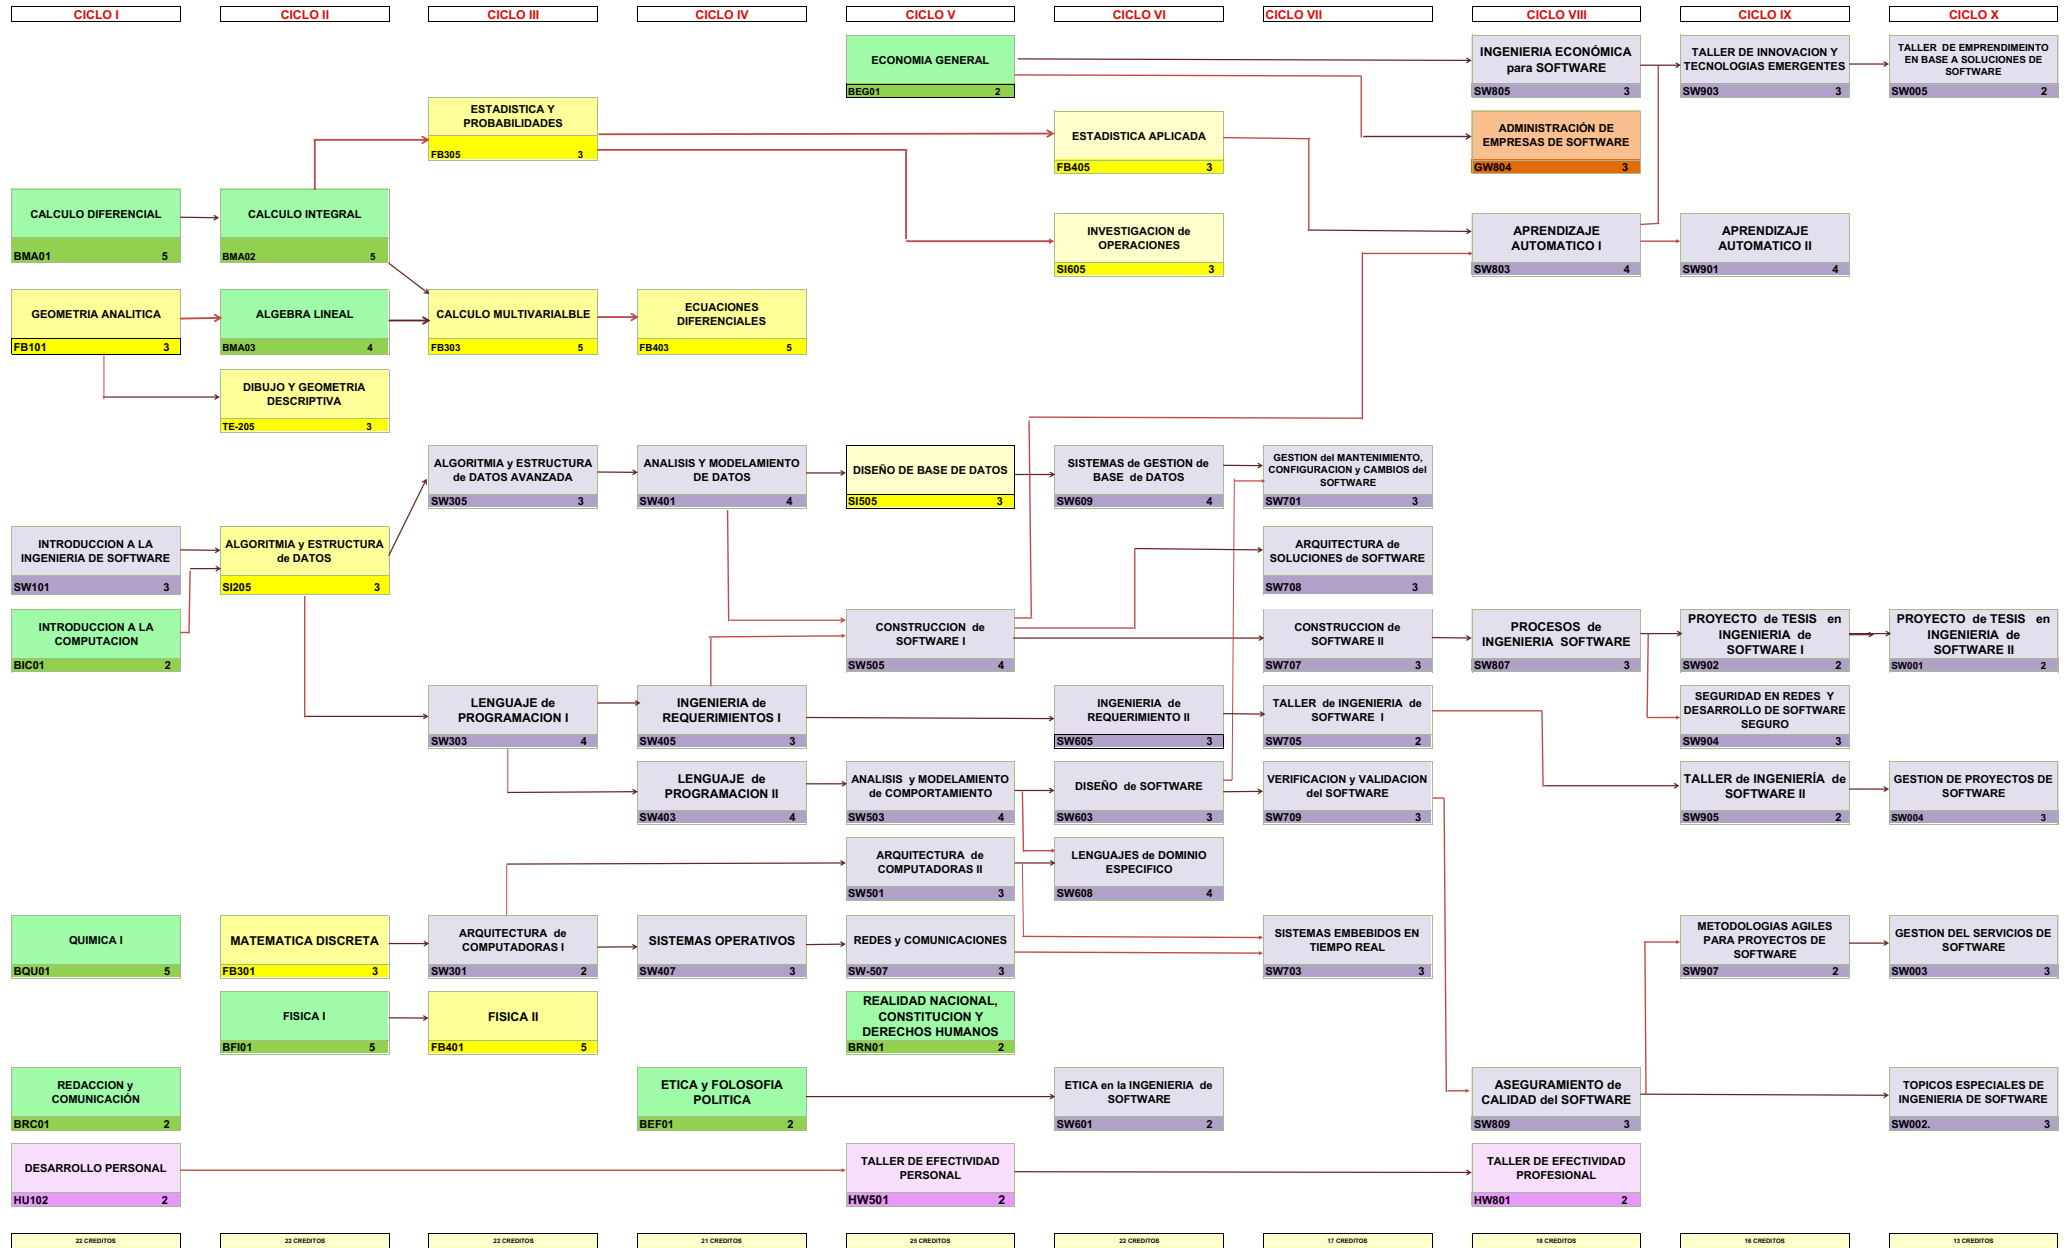 CICLO I
CICLO II
CICLO III
CICLO IV
CICLO V
CICLO VI
CICLO VII
CICLO VIII
CICLO IX
CICLO X
ECONOMIA GENERAL
BEG01 2
INGENIERIA ECONÓMICA
para SOFTWARE
SW805 3
TALLER DE INNOVACION Y
TECNOLOGIAS EMERGENTES
SW903 3
TALLER DE EMPRENDIMEINTO
EN BASE A SOLUCIONES DE
SOFTWARE
SW005 2
ESTADISTICA Y
PROBABILIDADES
FB305 3
ESTADISTICA APLICADA
FB405 3
ADMINISTRACIÓN DE
EMPRESAS DE SOFTWARE
GW804 3
CALCULO DIFERENCIAL
BMA01 5
CALCULO INTEGRAL
BMA02 5
INVESTIGACION de
OPERACIONES
SI605 3
APRENDIZAJE
AUTOMATICO I
SW803 4
APRENDIZAJE
AUTOMATICO II
SW901 4
GEOMETRIA ANALITICA
FB101 3
ALGEBRA LINEAL
BMA03 4
CALCULO MULTIVARIALBLE
FB303 5
ECUACIONES
DIFERENCIALES
FB403 5
DIBUJO Y GEOMETRIA
DESCRIPTIVA
TE-205 3
ALGORITMIA y ESTRUCTURA
de DATOS AVANZADA
SW305 3
ANALISIS Y MODELAMIENTO
DE DATOS
SW401 4
DISEÑO DE BASE DE DATOS
SI505 3
SISTEMAS de GESTION de
BASE de DATOS
SW609 4
GESTION del MANTENIMIENTO,
CONFIGURACION y CAMBIOS del
SOFTWARE
SW701 3
INTRODUCCION A LA
INGENIERIA DE SOFTWARE
SW101 3
ALGORITMIA y ESTRUCTURA
de DATOS
SI205 3
ARQUITECTURA de
SOLUCIONES de SOFTWARE
SW708 3
INTRODUCCION A LA
COMPUTACION
BIC01 2
CONSTRUCCION de
SOFTWARE I
SW505 4
CONSTRUCCION de
SOFTWARE II
SW707 3
PROCESOS de
INGENIERIA SOFTWARE
SW807 3
PROYECTO de TESIS en
INGENIERIA de
SOFTWARE I
SW902 2
PROYECTO de TESIS en
INGENIERIA de
SOFTWARE II
SW001 2
LENGUAJE de
PROGRAMACION I
SW303 4
INGENIERIA de
REQUERIMIENTOS I
SW405 3
INGENIERIA de
REQUERIMIENTO II
SW605 3
TALLER de INGENIERIA de
SOFTWARE I
SW705 2
SEGURIDAD EN REDES Y
DESARROLLO DE SOFTWARE
SEGURO
SW904 3
LENGUAJE de
PROGRAMACION II
SW403 4
ANALISIS y MODELAMIENTO
de COMPORTAMIENTO
SW503 4
DISEÑO de SOFTWARE
SW603 3
VERIFICACION y VALIDACION
del SOFTWARE
SW709 3
TALLER de INGENIERÍA de
SOFTWARE II
SW905 2
GESTION DE PROYECTOS DE
SOFTWARE
SW004 3
ARQUITECTURA de
COMPUTADORAS II
SW501 3
LENGUAJES de DOMINIO
ESPECIFICO
SW608 4
QUIMICA I
BQU01 5
MATEMATICA DISCRETA
FB301 3
ARQUITECTURA de
COMPUTADORAS I
SW301 2
SISTEMAS OPERATIVOS
SW407 3
REDES y COMUNICACIONES
SW-507 3
SISTEMAS EMBEBIDOS EN
TIEMPO REAL
SW703 3
METODOLOGIAS AGILES
PARA PROYECTOS DE
SOFTWARE
SW907 2
GESTION DEL SERVICIOS DE
SOFTWARE
SW003 3
FISICA I
BFI01 5
FISICA II
FB401 5
REALIDAD NACIONAL,
CONSTITUCION Y
DERECHOS HUMANOS
BRN01 2
REDACCION y
COMUNICACIÓN
BRC01 2
ETICA y FOLOSOFIA
POLITICA
BEF01 2
ETICA en la INGENIERIA de
SOFTWARE
SW601 2
ASEGURAMIENTO de
CALIDAD del SOFTWARE
SW809 3
TOPICOS ESPECIALES DE
INGENIERIA DE SOFTWARE
SW002. 3
DESARROLLO PERSONAL
HU102 2
TALLER DE EFECTIVIDAD
PERSONAL
HW501 2
TALLER DE EFECTIVIDAD
PROFESIONAL
HW801 2
22 CREDITOS
22 CREDITOS
22 CREDITOS
21 CREDITOS
25 CREDITOS
22 CREDITOS
17 CREDITOS
18 CREDITOS
16 CREDITOS
13 CREDITOS